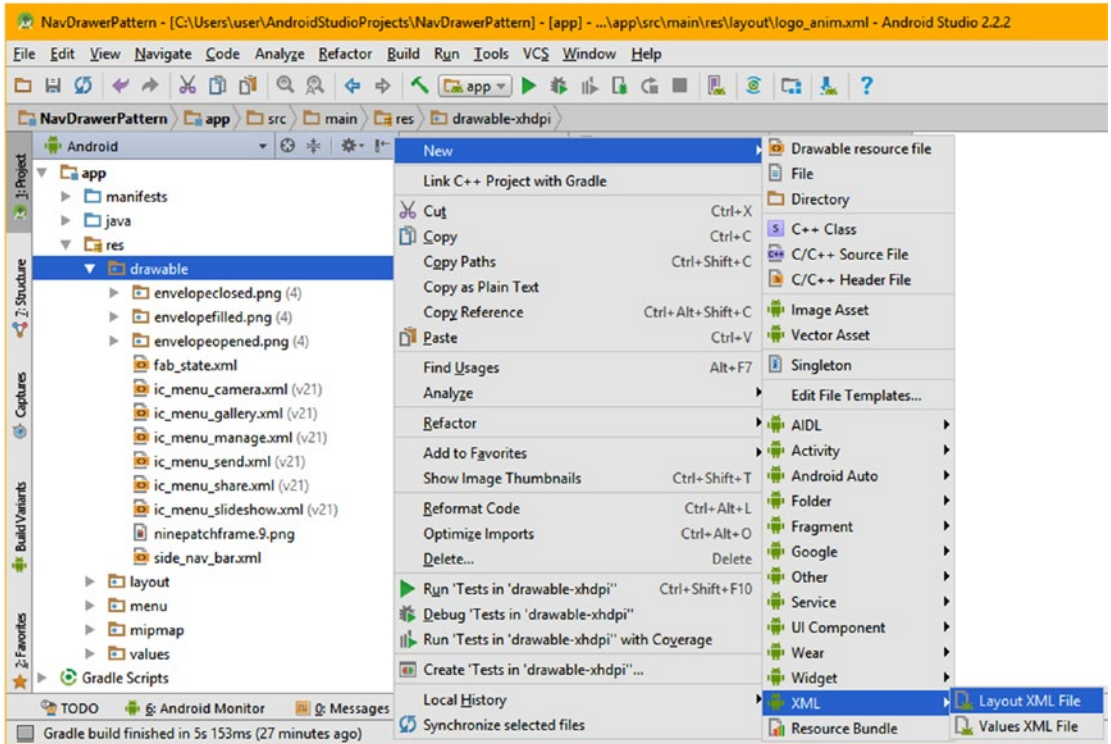 NavDrawerPattern - [C:\Users\user\AndroidStudioProjects\NavDrawerPattern] - [app] - ...\app\src\main\res\layout\logo_anim.xml - Android Studio 2.2.2
File Edit View Navigate Code Analyze Refactor Build Run Tools VCS Window Help
app
NavDrawerPattern app src main res drawable-xhdpi
1: Project
7: Structure
Captures
Build Variants
2: Favorites
Android
app
manifests
java
res
drawable
envelopeclosed.png (4)
envelopefilled.png (4)
envelopeopened.png (4)
fab_state.xml
ic_menu_camera.xml (v21)
ic_menu_gallery.xml (v21)
ic_menu_manage.xml (v21)
ic_menu_send.xml (v21)
ic_menu_share.xml (v21)
ic_menu_slideshow.xml (v21)
ninepatchframe.9.png
side_nav_bar.xml
layout
menu
mipmap
values
Gradle Scripts
TODO 6: Android Monitor 0: Messages
Gradle build finished in 5s 153ms (27 minutes ago)
New
Link C++ Project with Gradle
Cut Ctrl+X
Copy Ctrl+C
Copy Paths Ctrl+Shift+C
Copy as Plain Text
Copy Reference Ctrl+Alt+Shift+C
Paste Ctrl+V
Find Usages Alt+F7
Analyze
Refactor
Add to Favorites
Show Image Thumbnails Ctrl+Shift+T
Reformat Code Ctrl+Alt+L
Optimize Imports Ctrl+Alt+O
Delete... Delete
Run 'Tests in 'drawable-xhdpi'' Ctrl+Shift+F10
Debug 'Tests in 'drawable-xhdpi''
Run 'Tests in 'drawable-xhdpi'' with Coverage
Create 'Tests in 'drawable-xhdpi''...
Local History
Synchronize selected files
Drawable resource file
File
Directory
S C++ Class
C++ C/C++ Source File
C/C++ Header File
Image Asset
Vector Asset
Singleton
Edit File Templates...
AIDL
Activity
Android Auto
Folder
Fragment
Google
Other
Service
UI Component
Wear
Widget
XML
Resource Bundle
Layout XML File
Values XML File